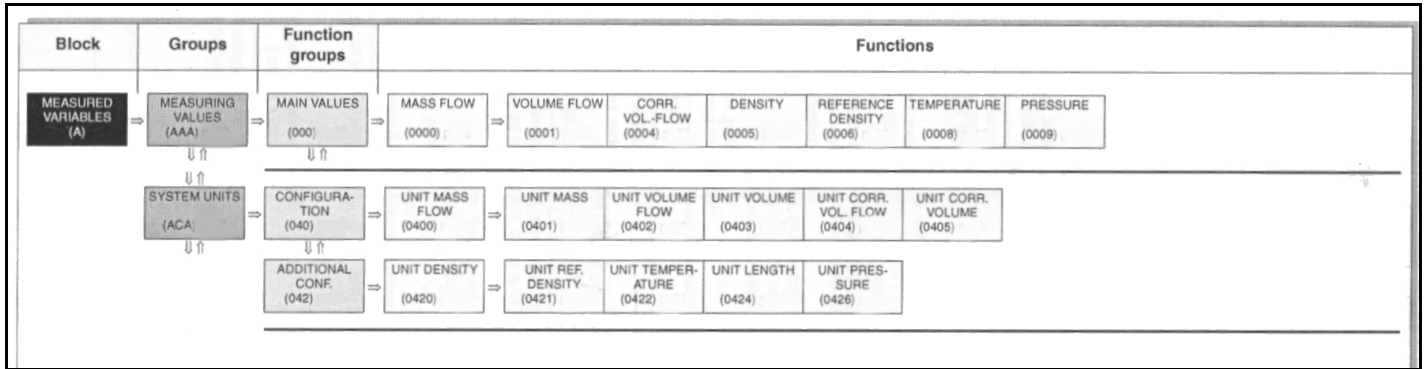 Block
Groups
Function
groups
Functions
MEASURED
VARIABLES
(A)
MEASURING
VALUES
(AAA)
MAIN VALUES
(000)
MASS FLOW
(0000)
VOLUME FLOW
(0001)
CORR.
VOL.-FLOW
(0004)
DENSITY
(0005)
REFERENCE
DENSITY
(0006)
TEMPERATURE
(0008)
PRESSURE
(0009)
SYSTEM UNITS
(ACA)
CONFIGURA-
TION
(040)
UNIT MASS
FLOW
(0400)
UNIT MASS
(0401)
UNIT VOLUME
FLOW
(0402)
UNIT VOLUME
(0403)
UNIT CORR.
VOL. FLOW
(0404)
UNIT CORR.
VOLUME
(0405)
ADDITIONAL
CONF.
(042)
UNIT DENSITY
(0420)
UNIT REF.
DENSITY
(0421)
UNIT TEMPER-
ATURE
(0422)
UNIT LENGTH
(0424)
UNIT PRES-
SURE
(0426)